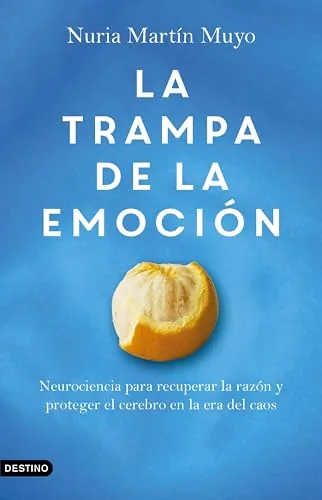 Nuria Martín Muyo
LA
TRAMPA
DE LA
EMOCIÓN
Neurociencia para recuperar la razón y
proteger el cerebro en la era del caos
DESTINO